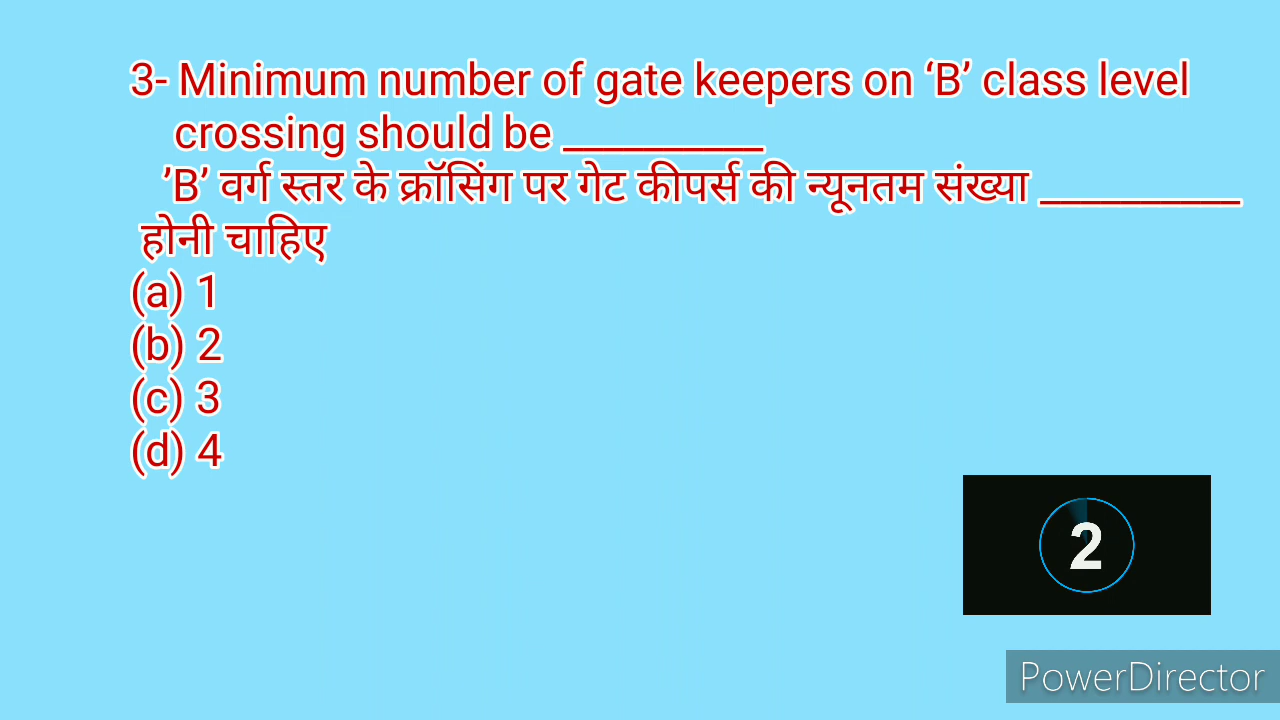 3- Minimum number of gate keepers on ‘B’ class level
crossing should be __________
’B’ वर्ग स्तर के क्रॉसिंग पर गेट कीपर्स की न्यूनतम संख्या __________
होनी चाहिए
(a) 1
(b) 2
(c) 3
(d) 4
2
PowerDirector